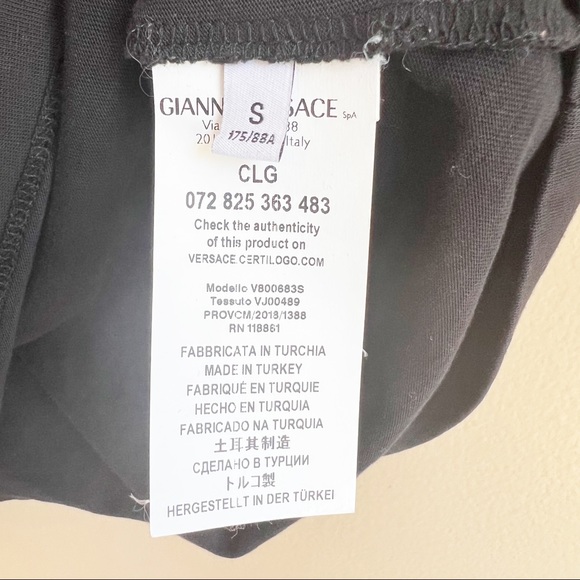 GIANN SACE SpA
S
Via 88
20 Italy
175/88A
CLG
072 825 363 483
Check the authenticity
of this product on
VERSACE.CERTILOGO.COM
Modello V800683S
Tessuto VJ00489
PROVCM/2018/1388
RN 118861
FABBRICATA IN TURCHIA
MADE IN TURKEY
FABRIQUÉ EN TURQUIE
HECHO EN TURQUIA
FABRICADO NA TURQUIA
土耳其制造
СДЕЛАНО В ТУРЦИИ
トルコ製
HERGESTELLT IN DER TÜRKEI